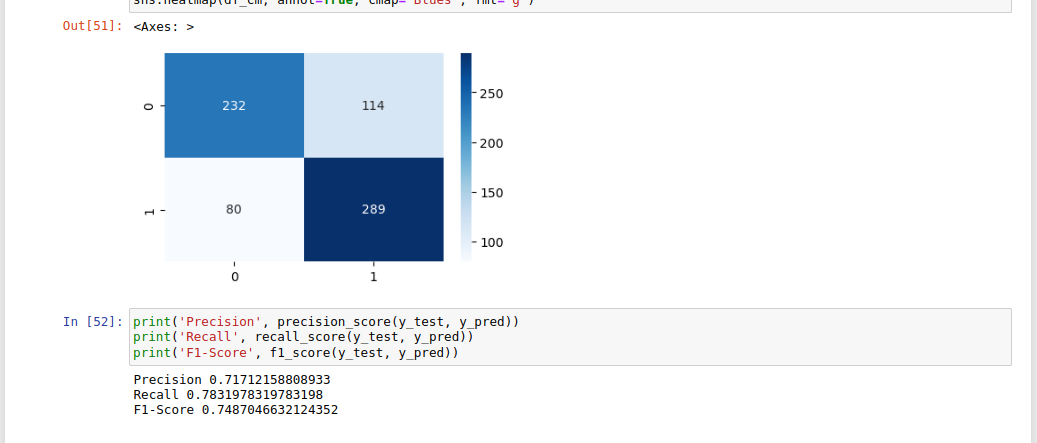 sns.heatmap(df_cm, annot=True, cmap="Blues", fmt='g')
Out[51]: <Axes: >
0 232 114
1 80 289
0 1
250
200
150
100
In [52]: print('Precision', precision_score(y_test, y_pred))
print('Recall', recall_score(y_test, y_pred))
print('F1-Score', f1_score(y_test, y_pred))
Precision 0.71712158808933
Recall 0.7831978319783198
F1-Score 0.7487046632124352